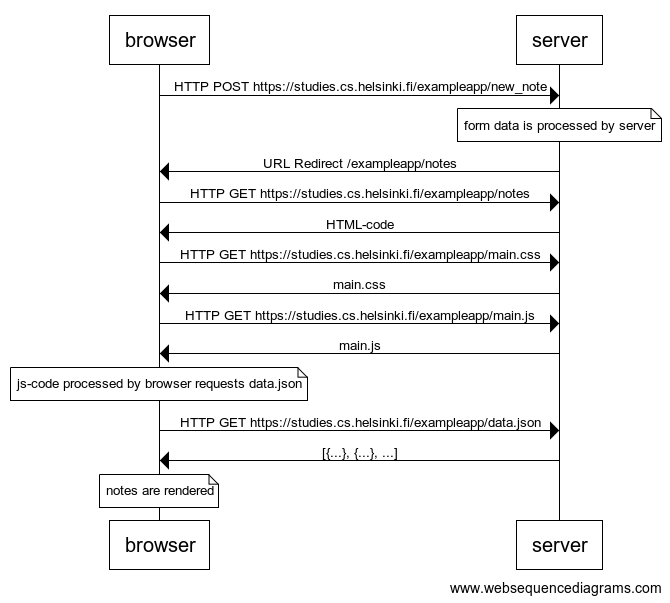 browser
server
HTTP POST https://studies.cs.helsinki.fi/exampleapp/new_note
form data is processed by server
URL Redirect /exampleapp/notes
HTTP GET https://studies.cs.helsinki.fi/exampleapp/notes
HTML-code
HTTP GET https://studies.cs.helsinki.fi/exampleapp/main.css
main.css
HTTP GET https://studies.cs.helsinki.fi/exampleapp/main.js
main.js
js-code processed by browser requests data.json
HTTP GET https://studies.cs.helsinki.fi/exampleapp/data.json
[{...}, {...}, ...]
notes are rendered
browser
server
www.websequencediagrams.com